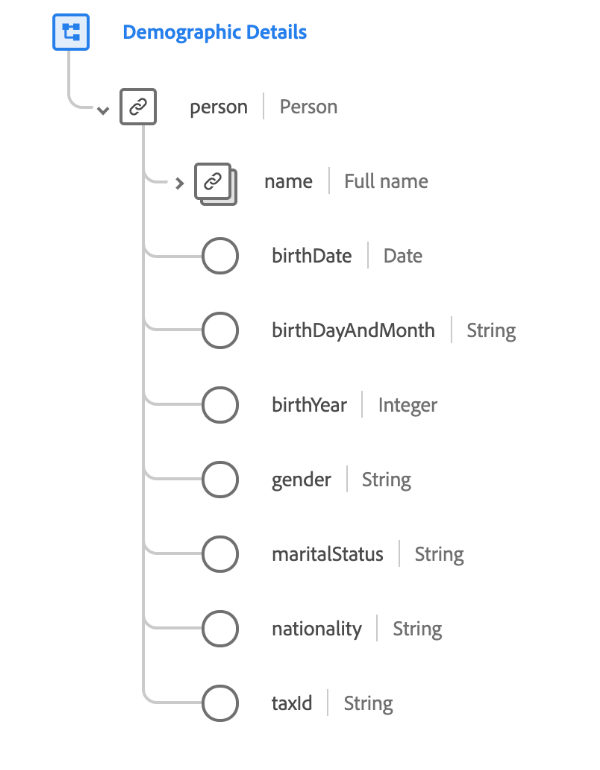 Demographic Details
person | Person
name | Full name
birthDate | Date
birthDayAndMonth | String
birthYear | Integer
gender | String
maritalStatus | String
nationality | String
taxId | String